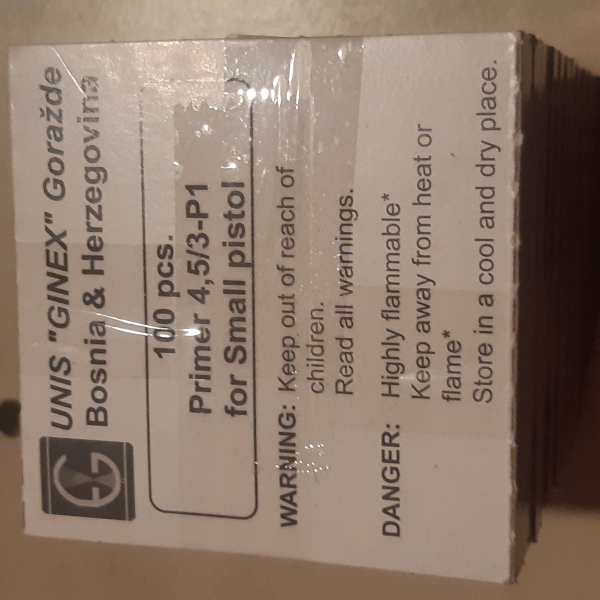 UNIS "GINEX" Goražde
Bosnia & Herzegovina
100 pcs.
Primer 4,5/3-P1
for Small pistol
WARNING: Keep out of reach of
children.
Read all warnings.
DANGER: Highly flammable*
Keep away from heat or
flame*
Store in a cool and dry place.